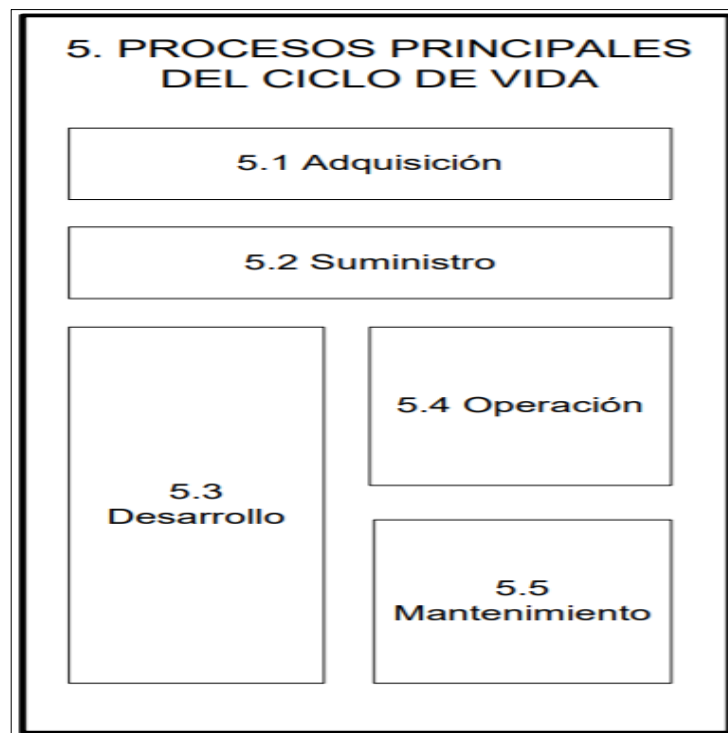 5. PROCESOS PRINCIPALES
DEL CICLO DE VIDA
5.1 Adquisición
5.2 Suministro
5.3
Desarrollo
5.4 Operación
5.5
Mantenimiento